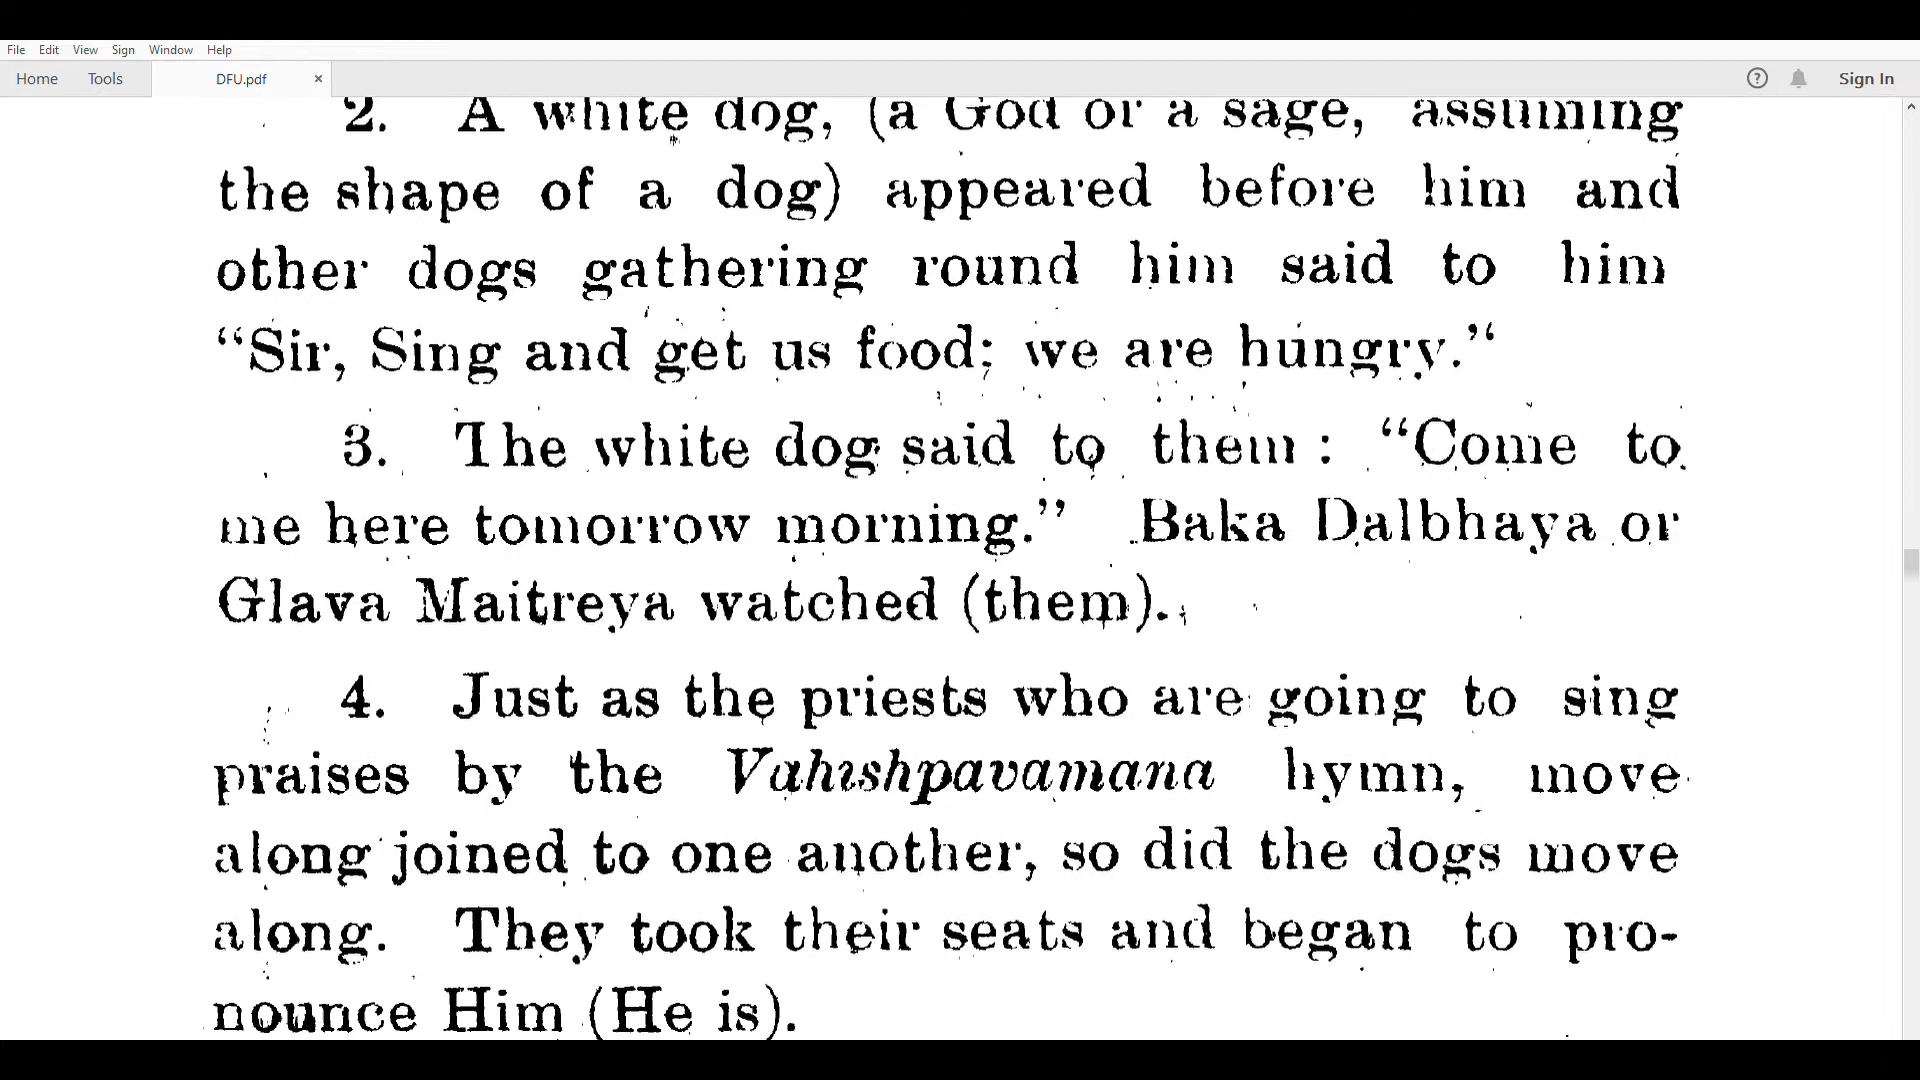 File Edit View Sign Window Help
Home Tools DFU.pdf × Sign In
2. A white dog, (a God or a sage, assuming
the shape of a dog) appeared before him and
other dogs gathering round him said to him
“Sir, Sing and get us food; we are hungry.“
3. The white dog said to them : “Come to
me here tomorrow morning.” Baka Dalbhaya or
Glava Maitreya watched (them).
4. Just as the priests who are going to sing
praises by the Vahishpavamana hymn, move
along joined to one another, so did the dogs move
along. They took their seats and began to pro-
nounce Him (He is).